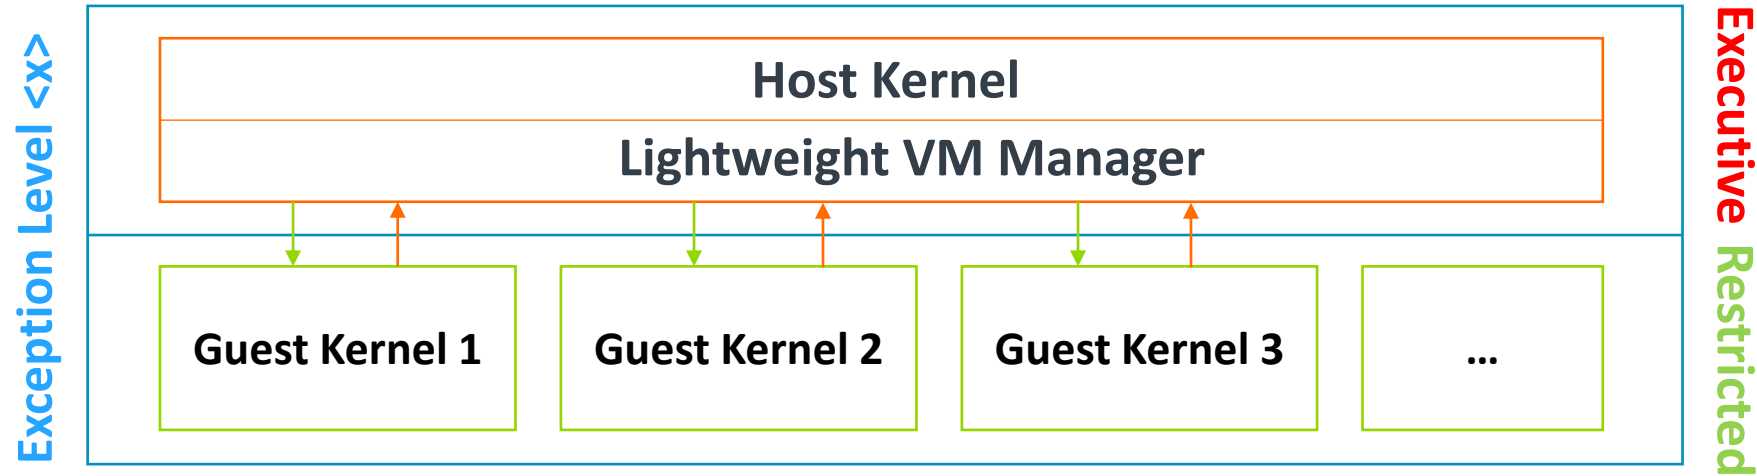 Exception Level <x>
Host Kernel
Lightweight VM Manager
Executive
Guest Kernel 1
Guest Kernel 2
Guest Kernel 3
...
Restricted